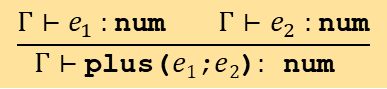 Γ ⊢ e₁ : num Γ ⊢ e₂ : num
Γ ⊢ plus(e₁;e₂): num